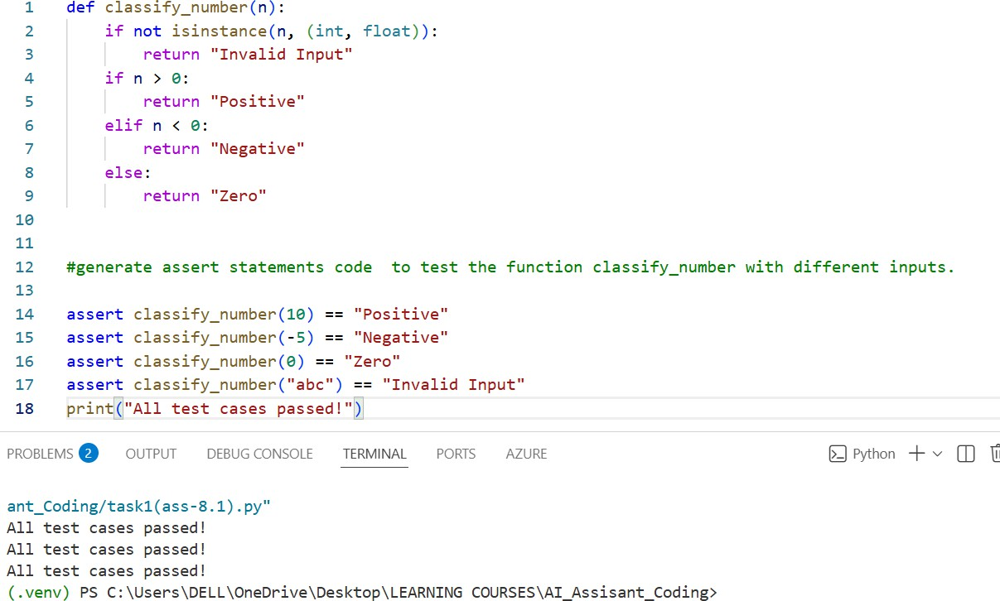 1 def classify_number(n):
2 if not isinstance(n, (int, float)):
3 return "Invalid Input"
4 if n > 0:
5 return "Positive"
6 elif n < 0:
7 return "Negative"
8 else:
9 return "Zero"
10
11
12 #generate assert statements code  to test the function classify_number with different inputs.
13
14 assert classify_number(10) == "Positive"
15 assert classify_number(-5) == "Negative"
16 assert classify_number(0) == "Zero"
17 assert classify_number("abc") == "Invalid Input"
18 print("All test cases passed!")
PROBLEMS 2 OUTPUT DEBUG CONSOLE TERMINAL PORTS AZURE Python
ant_Coding/task1(ass-8.1).py"
All test cases passed!
All test cases passed!
All test cases passed!
(.venv) PS C:\Users\DELL\OneDrive\Desktop\LEARNING COURSES\AI_Assisant_Coding>